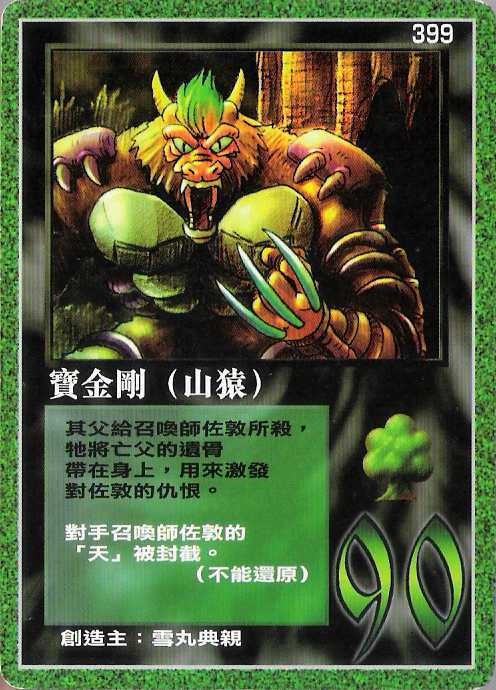 399
寶金剛（山猿）
其父給召喚師佐敦所殺，
牠將亡父的遺骨
帶在身上，用來激發
對佐敦的仇恨。
對手召喚師佐敦的
「天」被封截。
（不能還原）
90
創造主：雪丸典親